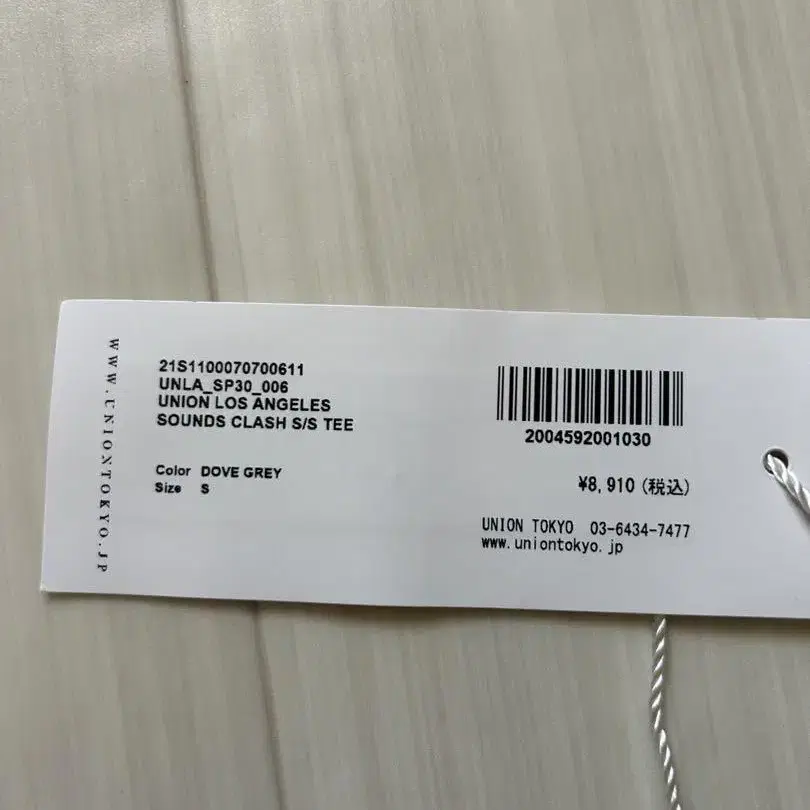 WWW.UNIONTOKYO.JP
21S1100070700611
UNLA_SP30_006
UNION LOS ANGELES
SOUNDS CLASH S/S TEE
Color DOVE GREY
Size S
2004592001030
¥8,910(税込)
UNION TOKYO 03-6434-7477
www.uniontokyo.jp